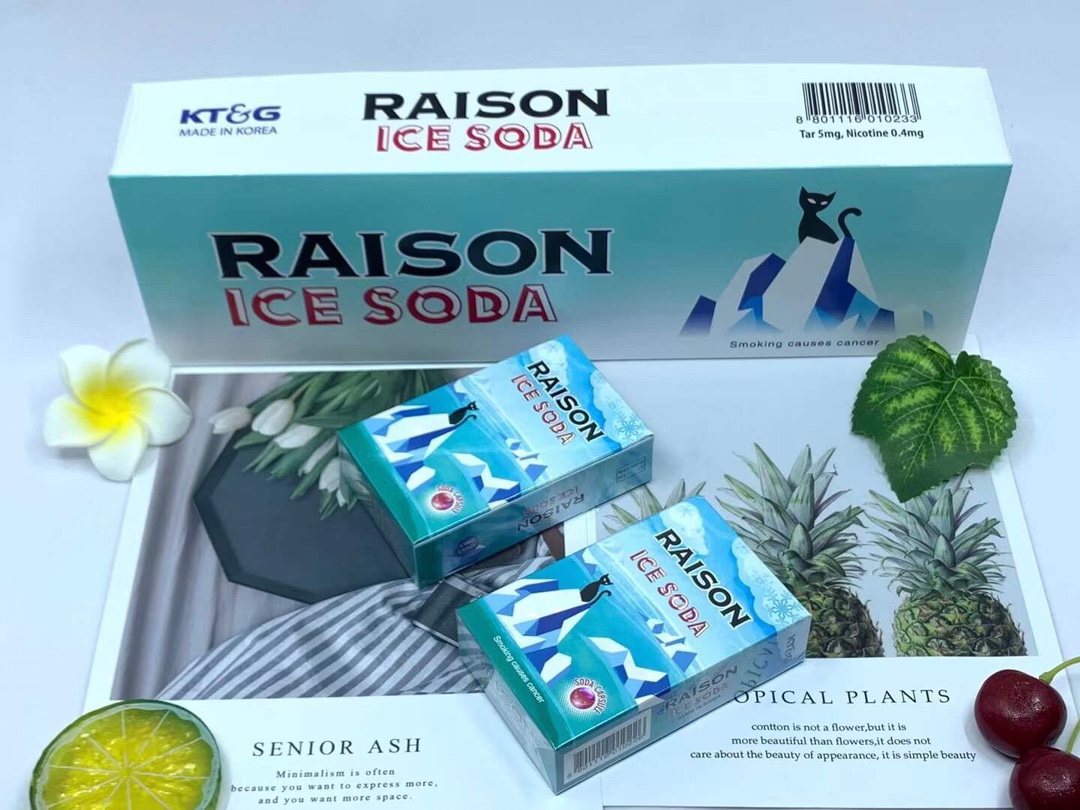 KT&G
MADE IN KOREA
RAISON
ICE SODA
8 801116 010233
Tar 5mg, Nicotine 0.4mg
RAISON
ICE SODA
Smoking causes cancer
RAISON
ICE SODA
SODA CAPSULE
RAISON
ICE SODA
RAISON
ICE SODA
Smoking causes cancer
SODA CAPSULE
RAISON
ICE SODA
KT&G
OPICAL PLANTS
contton is not a flower,but it is
more beautiful than flowers,it does not
care about the beauty of appearance, it is simple beauty
SENIOR ASH
Minimalism is often
because you want to express more,
and you want more space.